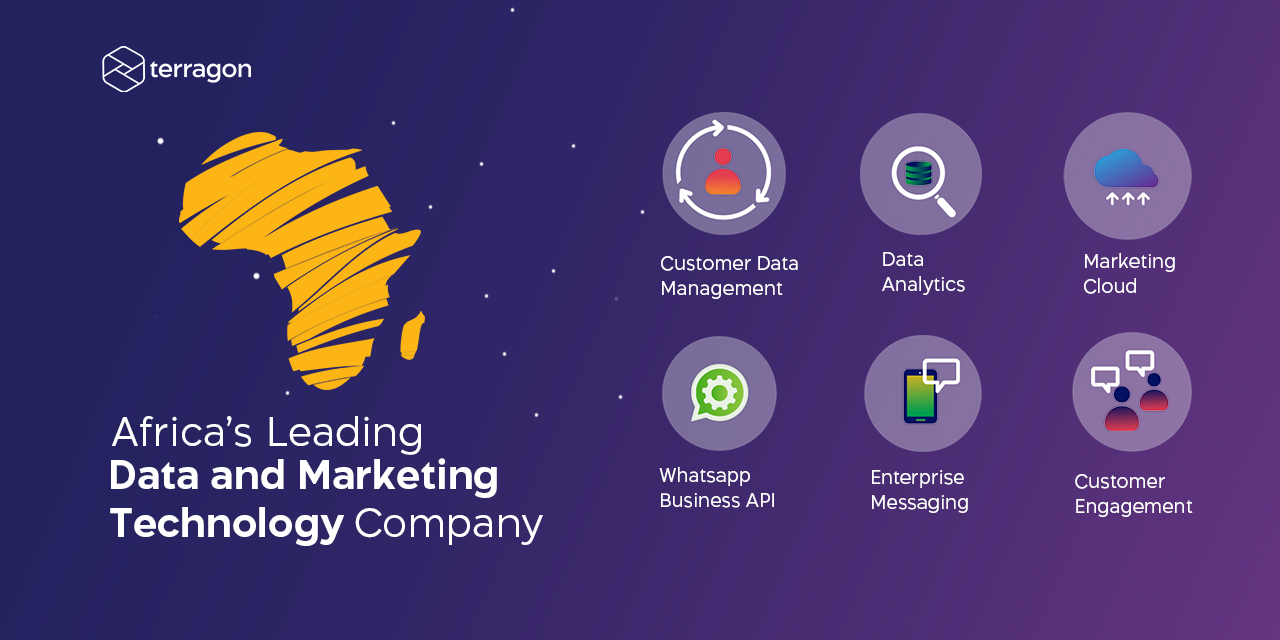 terragon
Africa's Leading
Data and Marketing
Technology Company
Customer Data
Management
Data
Analytics
Marketing
Cloud
Whatsapp
Business API
Enterprise
Messaging
Customer
Engagement